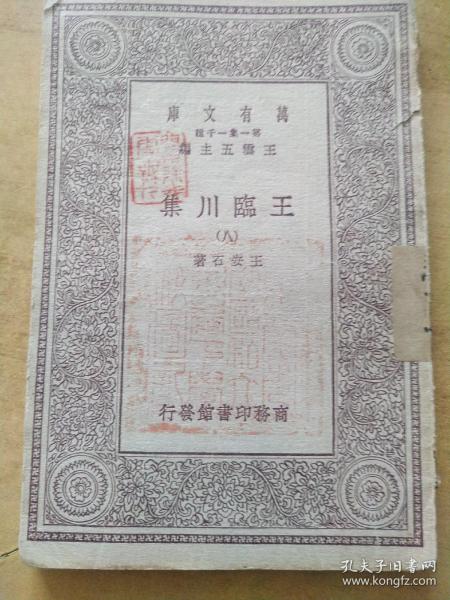 萬有文庫
第一集一千種
王雲五主編
王臨川集
(八)
王安石著
商務印書館發行
孔夫子旧书网
www.kongfz.com